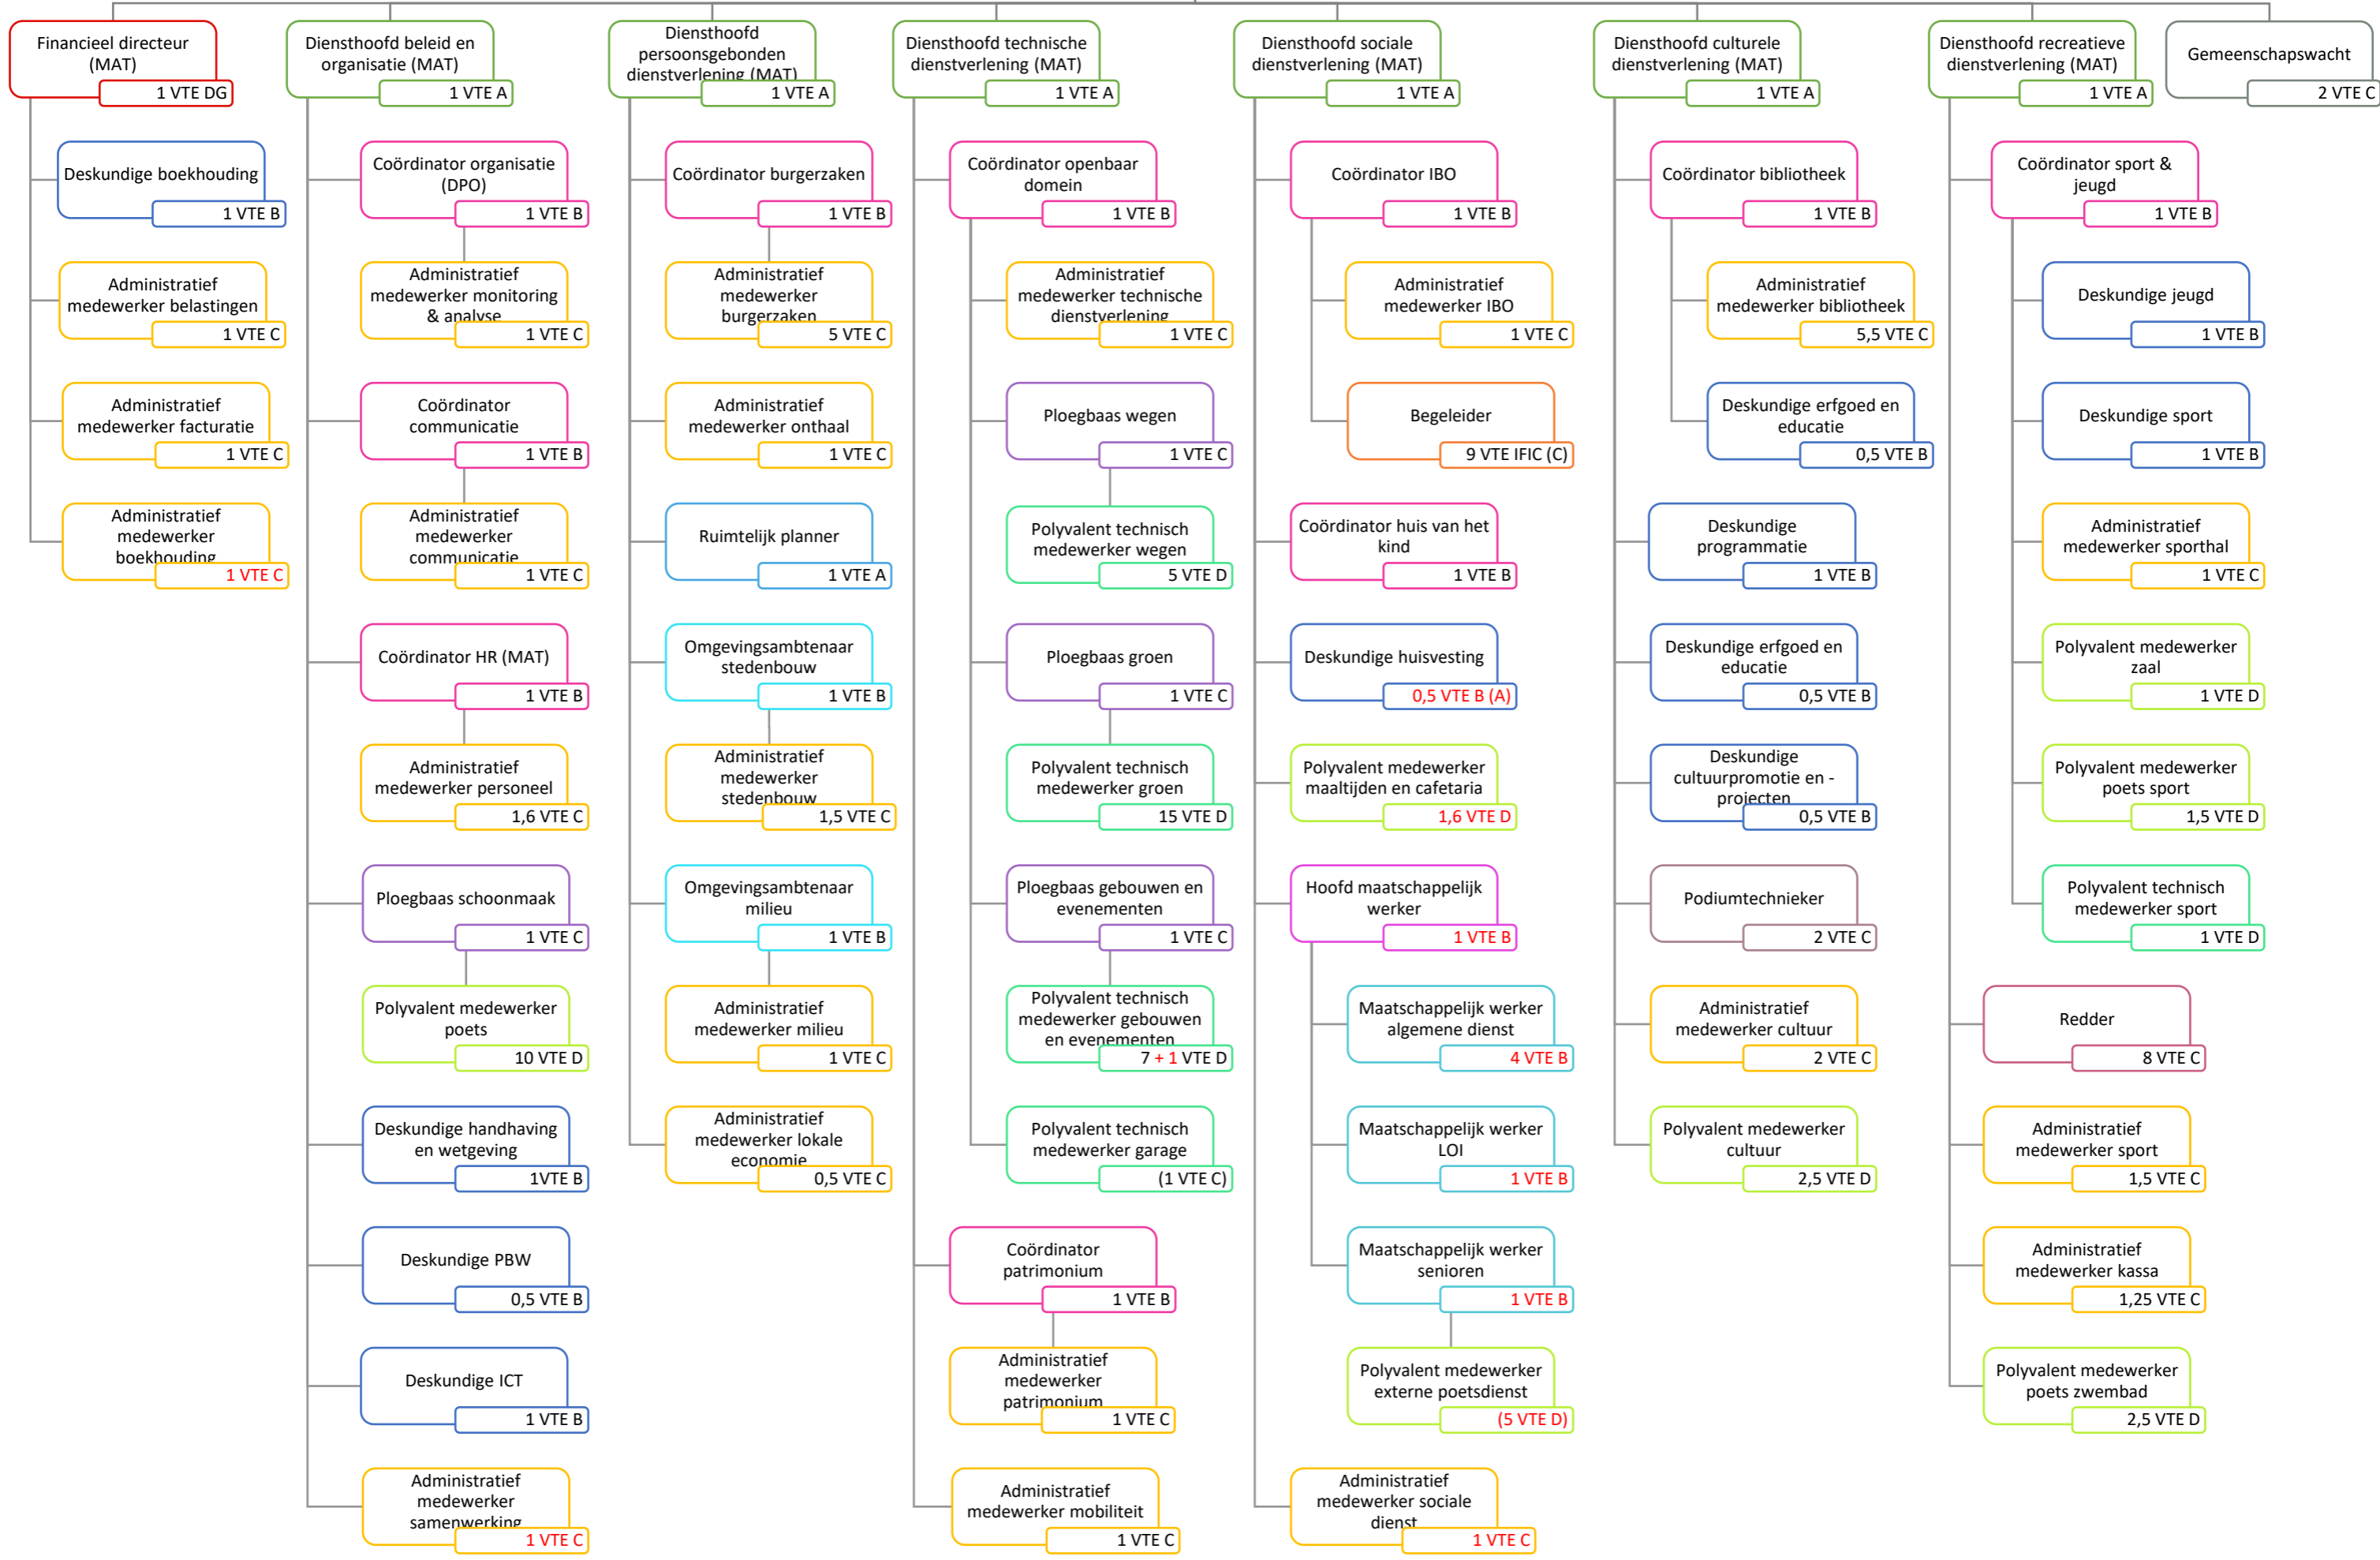 Financieel directeur
(MAT)
1 VTE DG
Deskundige boekhouding
1 VTE B
Administratief
medewerker belastingen
1 VTE C
Administratief
medewerker facturatie
1 VTE C
Administratief
medewerker
boekhouding
1 VTE C
Diensthoofd beleid en
organisatie (MAT)
1 VTE A
Coördinator organisatie
(DPO)
1 VTE B
Administratief
medewerker monitoring
& analyse
1 VTE C
Coördinator
communicatie
1 VTE B
Administratief
medewerker
communicatie
1 VTE C
Coördinator HR (MAT)
1 VTE B
Administratief
medewerker personeel
1,6 VTE C
Ploegbaas schoonmaak
1 VTE C
Polyvalent medewerker
poets
10 VTE D
Deskundige handhaving
en wetgeving
1VTE B
Deskundige PBW
0,5 VTE B
Deskundige ICT
1 VTE B
Administratief
medewerker
samenwerking
1 VTE C
Diensthoofd
persoonsgebonden
dienstverlening (MAT)
1 VTE A
Coördinator burgerzaken
1 VTE B
Administratief
medewerker
burgerzaken
5 VTE C
Administratief
medewerker onthaal
1 VTE C
Ruimtelijk planner
1 VTE A
Omgevingsambtenaar
stedenbouw
1 VTE B
Administratief
medewerker
stedenbouw
1,5 VTE C
Omgevingsambtenaar
milieu
1 VTE B
Administratief
medewerker milieu
1 VTE C
Administratief
medewerker lokale
economie
0,5 VTE C
Diensthoofd technische
dienstverlening (MAT)
1 VTE A
Coördinator openbaar
domein
1 VTE B
Administratief
medewerker technische
dienstverlening
1 VTE C
Ploegbaas wegen
1 VTE C
Polyvalent technisch
medewerker wegen
5 VTE D
Ploegbaas groen
1 VTE C
Polyvalent technisch
medewerker groen
15 VTE D
Ploegbaas gebouwen en
evenementen
1 VTE C
Polyvalent technisch
medewerker gebouwen
en evenementen
7 + 1 VTE D
Polyvalent technisch
medewerker garage
(1 VTE C)
Coördinator
patrimonium
1 VTE B
Administratief
medewerker
patrimonium
1 VTE C
Administratief
medewerker mobiliteit
1 VTE C
Diensthoofd sociale
dienstverlening (MAT)
1 VTE A
Coördinator IBO
1 VTE B
Administratief
medewerker IBO
1 VTE C
Begeleider
9 VTE IFIC (C)
Coördinator huis van het
kind
1 VTE B
Deskundige huisvesting
0,5 VTE B (A)
Polyvalent medewerker
maaltijden en cafetaria
1,6 VTE D
Hoofd maatschappelijk
werker
1 VTE B
Maatschappelijk werker
algemene dienst
4 VTE B
Maatschappelijk werker
LOI
1 VTE B
Maatschappelijk werker
senioren
1 VTE B
Polyvalent medewerker
externe poetsdienst
(5 VTE D)
Administratief
medewerker sociale
dienst
1 VTE C
Diensthoofd culturele
dienstverlening (MAT)
1 VTE A
Coördinator bibliotheek
1 VTE B
Administratief
medewerker bibliotheek
5,5 VTE C
Deskundige erfgoed en
educatie
0,5 VTE B
Deskundige
programmatie
1 VTE B
Deskundige erfgoed en
educatie
0,5 VTE B
Deskundige
cultuurpromotie en -
projecten
0,5 VTE B
Podiumtechnieker
2 VTE C
Administratief
medewerker cultuur
2 VTE C
Polyvalent medewerker
cultuur
2,5 VTE D
Diensthoofd recreatieve
dienstverlening (MAT)
1 VTE A
Coördinator sport &
jeugd
1 VTE B
Deskundige jeugd
1 VTE B
Deskundige sport
1 VTE B
Administratief
medewerker sporthal
1 VTE C
Polyvalent medewerker
zaal
1 VTE D
Polyvalent medewerker
poets sport
1,5 VTE D
Polyvalent technisch
medewerker sport
1 VTE D
Redder
8 VTE C
Administratief
medewerker sport
1,5 VTE C
Administratief
medewerker kassa
1,25 VTE C
Polyvalent medewerker
poets zwembad
2,5 VTE D
Gemeenschapswacht
2 VTE C